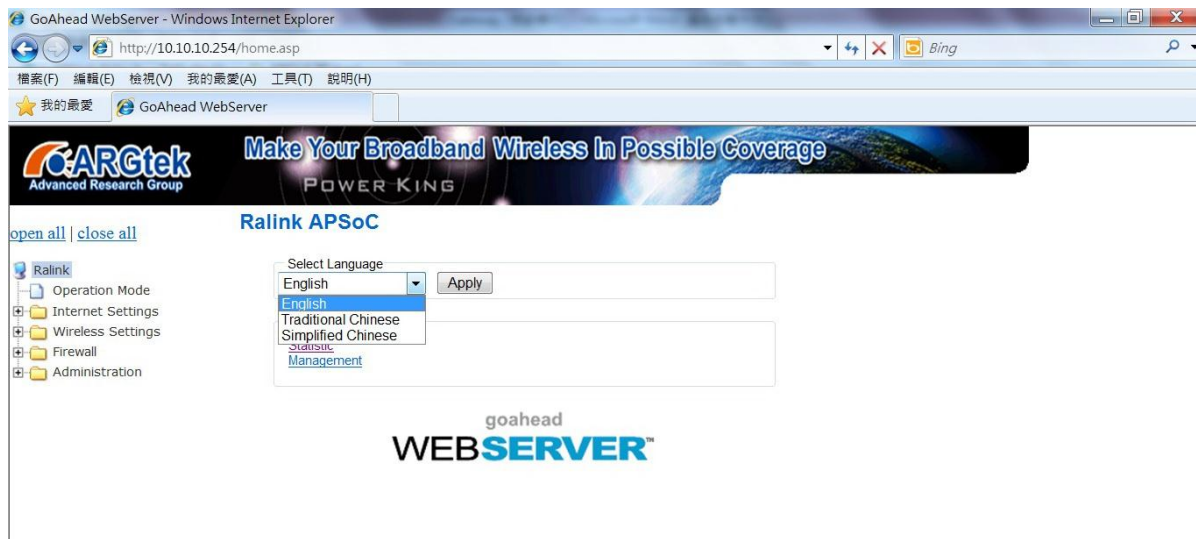 GoAhead WebServer - Windows Internet Explorer
http://10.10.10.254/home.asp
Bing
檔案(F) 編輯(E) 檢視(V) 我的最愛(A) 工具(T) 說明(H)
我的最愛 GoAhead WebServer
ARGtek
Advanced Research Group
Make Your Broadband Wireless In Possible Coverage
POWER KING
open all | close all
Ralink APSoC
Ralink
Operation Mode
Internet Settings
Wireless Settings
Firewall
Administration
Select Language
English Apply
English
Traditional Chinese
Simplified Chinese
Statistic
Management
goahead
WEBSERVER™